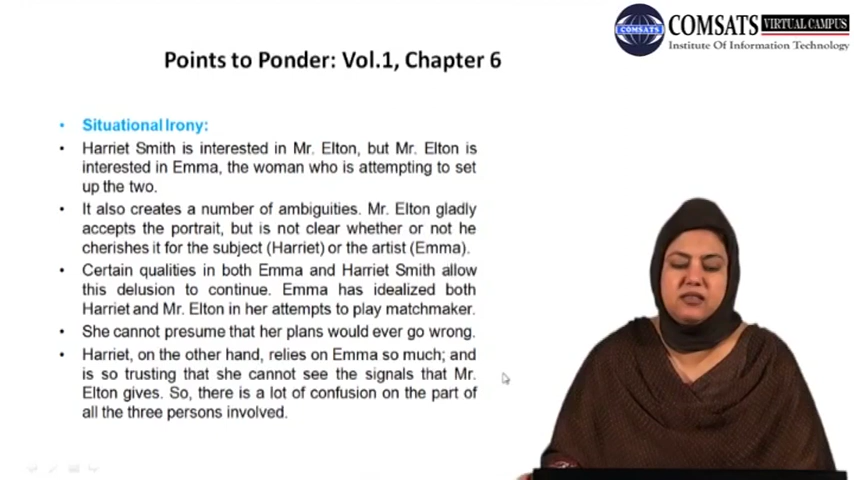 COMSATS VIRTUAL CAMPUS
COMSATS
Institute Of Information Technology
Points to Ponder: Vol.1, Chapter 6
• Situational Irony:
• Harriet Smith is interested in Mr. Elton, but Mr. Elton is
interested in Emma, the woman who is attempting to set
up the two.
• It also creates a number of ambiguities. Mr. Elton gladly
accepts the portrait, but is not clear whether or not he
cherishes it for the subject (Harriet) or the artist (Emma).
• Certain qualities in both Emma and Harriet Smith allow
this delusion to continue. Emma has idealized both
Harriet and Mr. Elton in her attempts to play matchmaker.
• She cannot presume that her plans would ever go wrong.
• Harriet, on the other hand, relies on Emma so much; and
is so trusting that she cannot see the signals that Mr.
Elton gives. So, there is a lot of confusion on the part of
all the three persons involved.